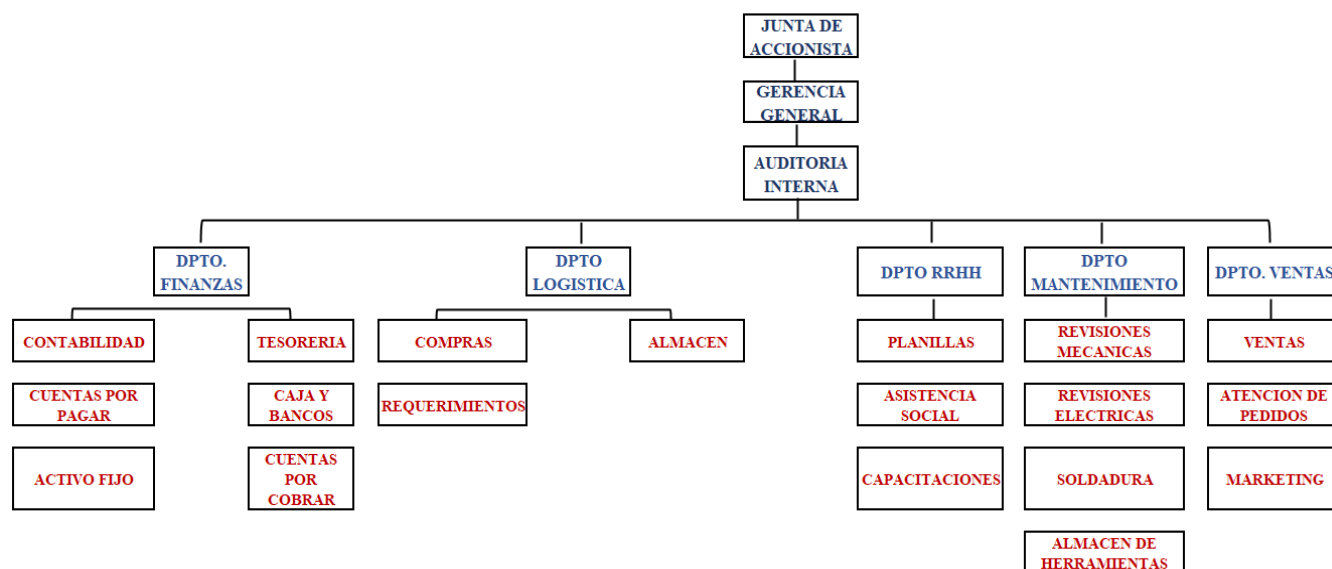 JUNTA DE
ACCIONISTA
GERENCIA
GENERAL
AUDITORIA
INTERNA
DPTO.
FINANZAS
DPTO
LOGISTICA
DPTO RRHH
DPTO
MANTENIMIENTO
DPTO. VENTAS
CONTABILIDAD
TESORERIA
COMPRAS
ALMACEN
PLANILLAS
REVISIONES
MECANICAS
VENTAS
CUENTAS POR
PAGAR
CAJA Y
BANCOS
REQUERIMIENTOS
ASISTENCIA
SOCIAL
REVISIONES
ELECTRICAS
ATENCION DE
PEDIDOS
ACTIVO FIJO
CUENTAS
POR
COBRAR
CAPACITACIONES
SOLDADURA
MARKETING
ALMACEN DE
HERRAMIENTAS